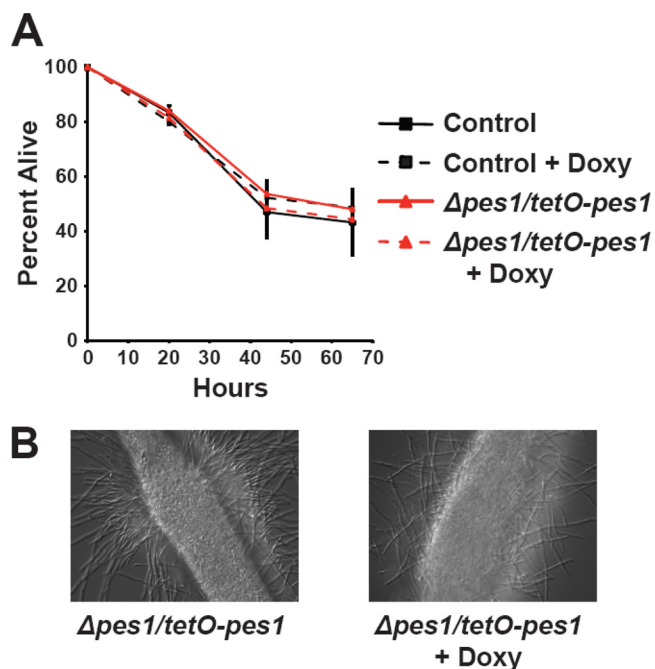 A
100
80
60
40
20
0
Percent Alive
0 10 20 30 40 50 60 70
Hours
Control
Control + Doxy
Δpes1/tetO-pes1
Δpes1/tetO-pes1
+ Doxy
B
Δpes1/tetO-pes1
Δpes1/tetO-pes1
+ Doxy